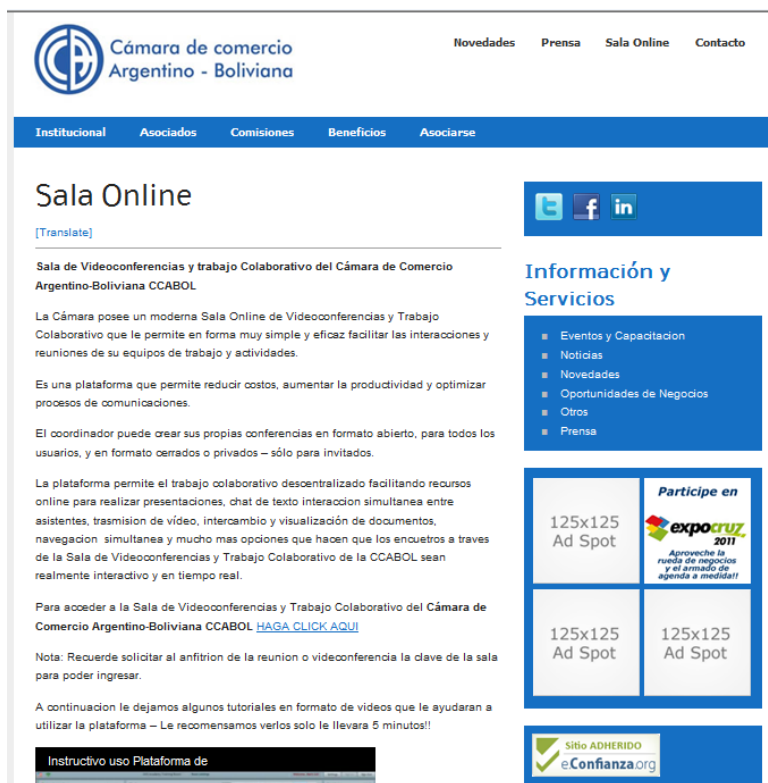 Cámara de comercio
Argentino - Boliviana
Novedades Prensa Sala Online Contacto
Institucional Asociados Comisiones Beneficios Asociarse
Sala Online
[Translate]
Sala de Videoconferencias y trabajo Colaborativo del Cámara de Comercio
Argentino-Boliviana CCABOL
La Cámara posee un moderna Sala Online de Videoconferencias y Trabajo
Colaborativo que le permite en forma muy simple y eficaz facilitar las interacciones y
reuniones de su equipos de trabajo y actividades.
Es una plataforma que permite reducir costos, aumentar la productividad y optimizar
procesos de comunicaciones.
El coordinador puede crear sus propias conferencias en formato abierto, para todos los
usuarios, y en formato cerrados o privados – sólo para invitados.
La plataforma permite el trabajo colaborativo descentralizado facilitando recursos
online para realizar presentaciones, chat de texto interaccion simultanea entre
asistentes, trasmision de vídeo, intercambio y visualización de documentos,
navegacion simultanea y mucho mas opciones que hacen que los encuetros a traves
de la Sala de Videoconferencias y Trabajo Colaborativo de la CCABOL sean
realmente interactivo y en tiempo real.
Para acceder a la Sala de Videoconferencias y Trabajo Colaborativo del Cámara de
Comercio Argentino-Boliviana CCABOL HAGA CLICK AQUI
Nota: Recuerde solicitar al anfitrion de la reunion o videconferencia la clave de la sala
para poder ingresar.
A continuacion le dejamos algunos tutoriales en formato de videos que le ayudaran a
utilizar la plataforma – Le recomensamos verlos solo le llevara 5 minutos!!
Instructivo uso Plataforma de
Información y
Servicios
Eventos y Capacitacion
Noticias
Novedades
Oportunidades de Negocios
Otros
Prensa
125x125
Ad Spot
Participe en
expocruz
2011
Aproveche la
rueda de negocios
y el armado de
agenda a medida!!
125x125
Ad Spot
125x125
Ad Spot
Sitio ADHERIDO
eConfianza.org